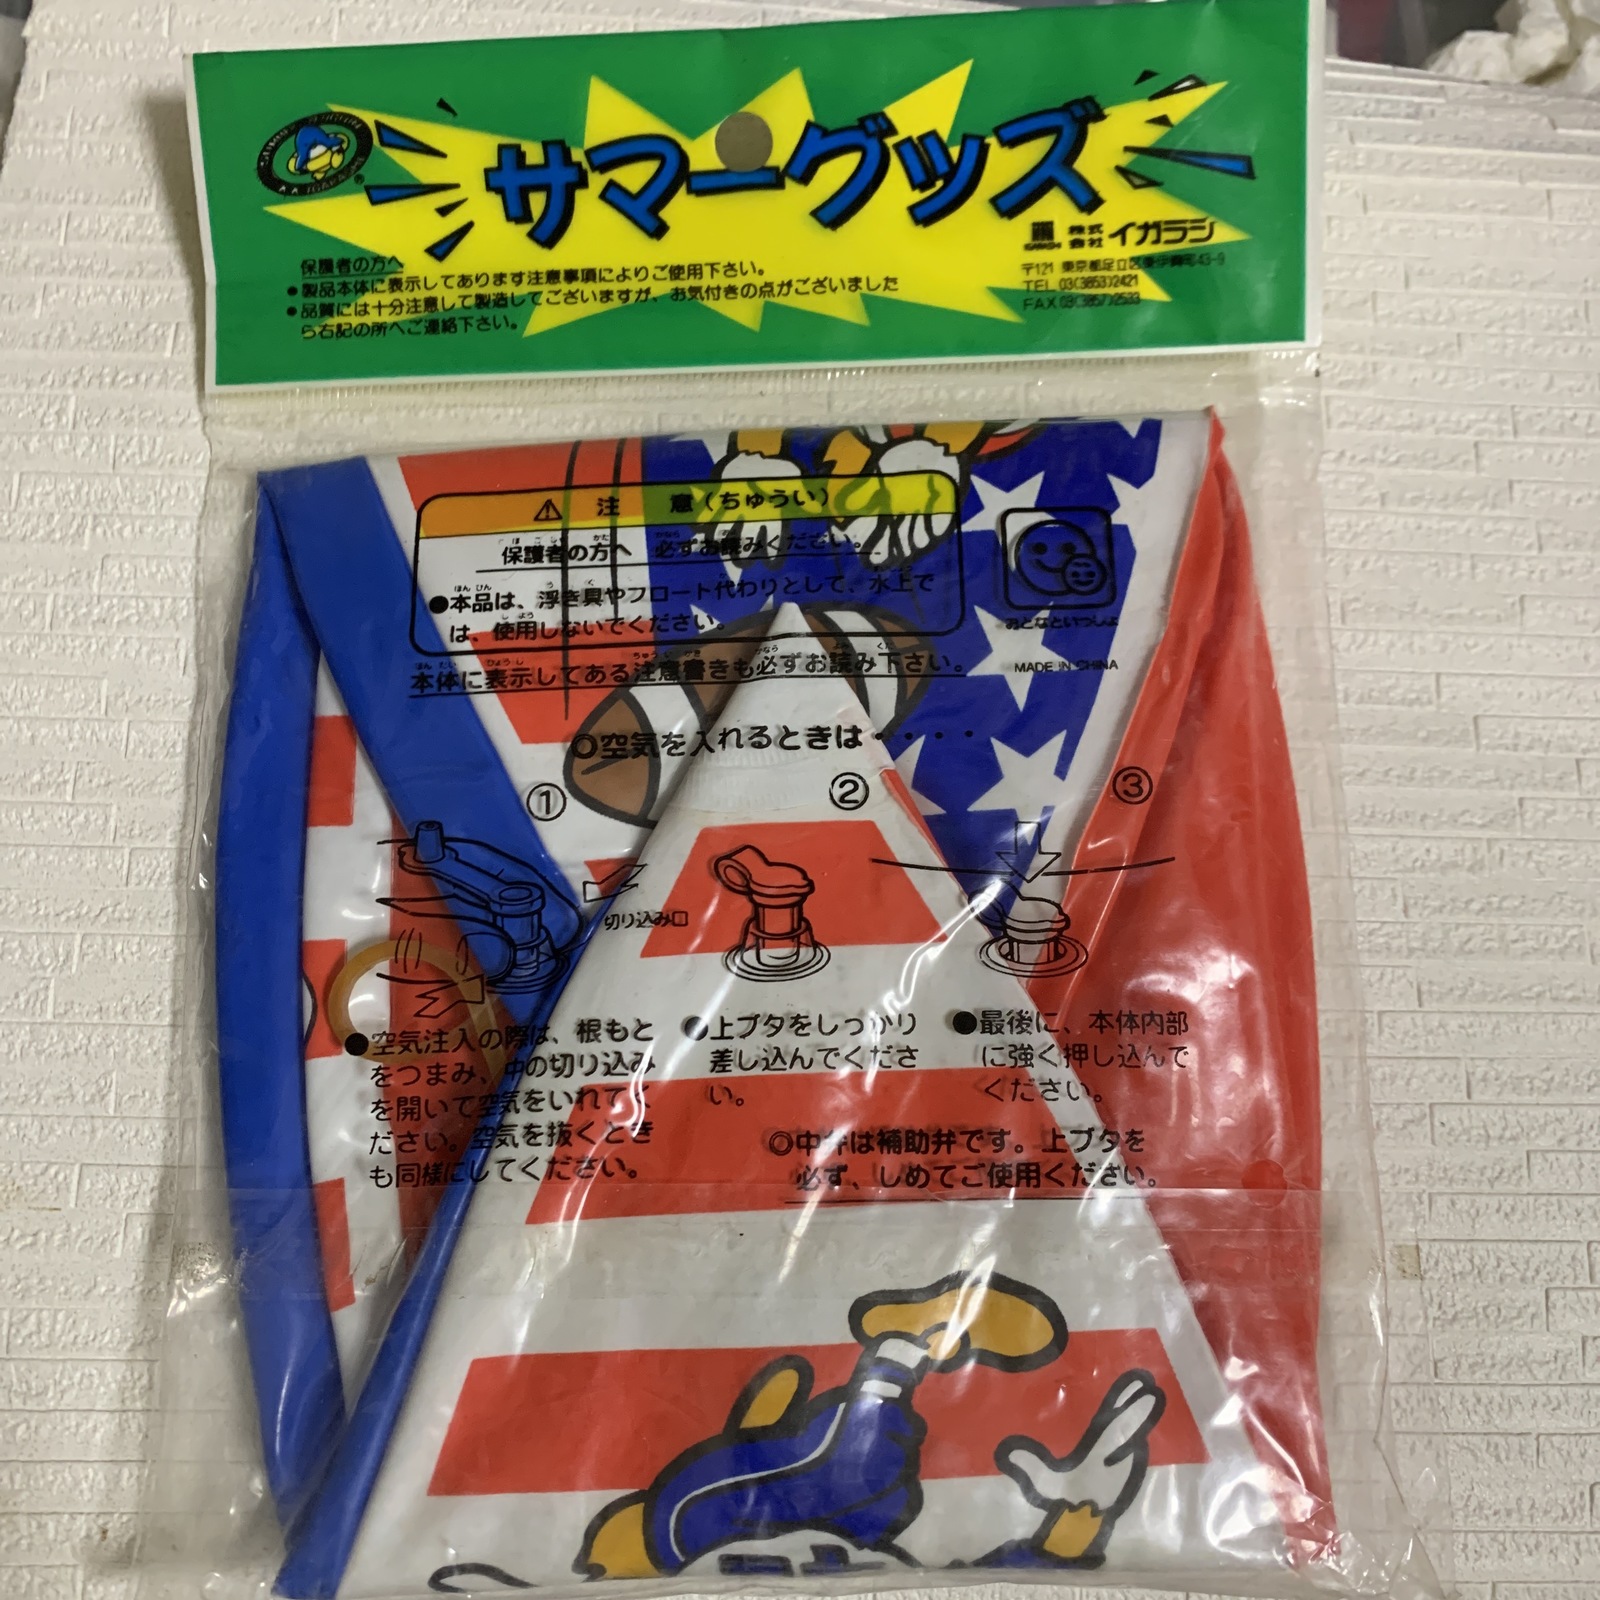 サマーグッズ
株式会社 イガラシ
保護者の方へ
●製品本体に表示してあります注意事項によりご使用下さい。
●品質には十分注意して製造してございますが、お気付きの点がございました
ら右記の所へご連絡下さい。
〒121 東京都足立区
TEL 03(3853)2421
FAX 03(3857)2533
⚠ 注 意(ちゅうい)
保護者の方へ 必ずお読みください。
●本品は、浮き具やフロート代わりとして、水上で
は、使用しないでください。
本体に表示してある注意書きも必ずお読み下さい。
おとなといっしょ
MADE IN CHINA
◎空気を入れるときは・・・・
①
②
③
切り込み口
●空気注入の際は、根もと
をつまみ、中の切り込み
を開いて空気をいれてく
ださい。空気を抜くとき
も同様にしてください。
●上ブタをしっかり
差し込んでくださ
い。
●最後に、本体内部
に強く押し込んで
ください。
◎中弁は補助弁です。上ブタを
必ず、しめてご使用ください。